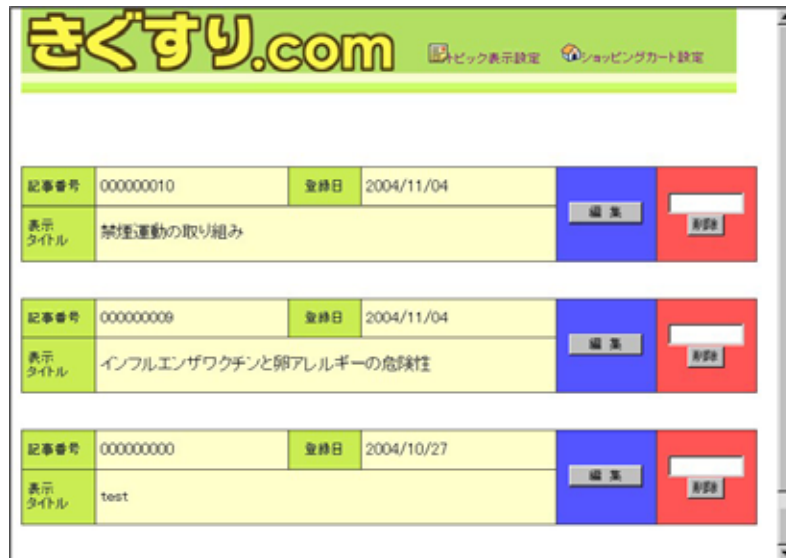 きぐすり.com
トピック表示設定 ショッピングカート設定
記事番号 000000010 登録日 2004/11/04
編 集
削除
表示
タイトル
禁煙運動の取り組み
記事番号 000000009 登録日 2004/11/04
編 集
削除
表示
タイトル
インフルエンザワクチンと卵アレルギーの危険性
記事番号 000000000 登録日 2004/10/27
編 集
削除
表示
タイトル
test